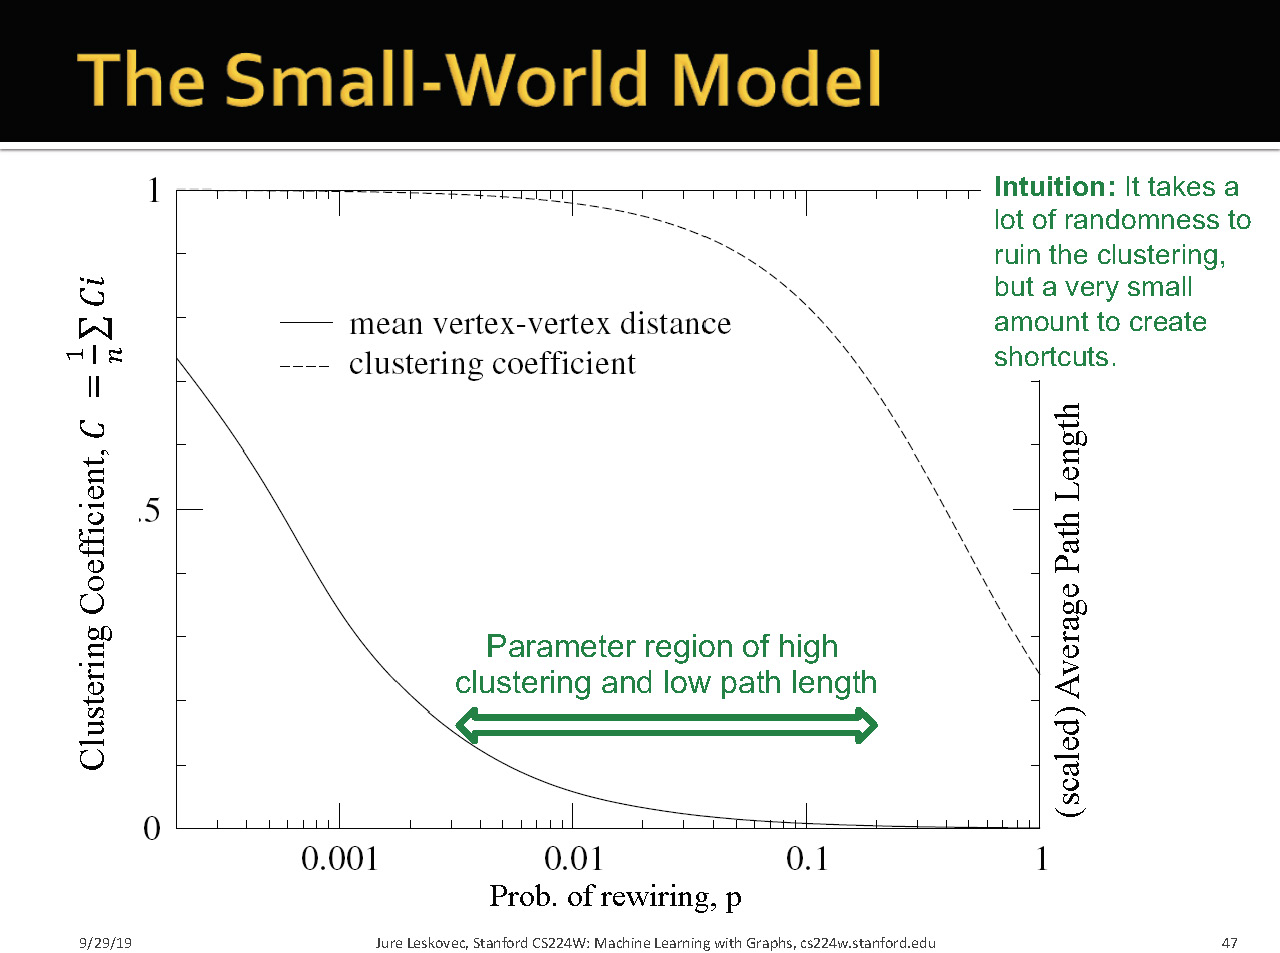 The Small-World Model
1
.5
0
Clustering Coefficient, C = 1/n ∑ Ci
mean vertex-vertex distance
clustering coefficient
Intuition: It takes a
lot of randomness to
ruin the clustering,
but a very small
amount to create
shortcuts.
Parameter region of high
clustering and low path length
(scaled) Average Path Length
0.001 0.01 0.1 1
Prob. of rewiring, p
9/29/19 Jure Leskovec, Stanford CS224W: Machine Learning with Graphs, cs224w.stanford.edu 47